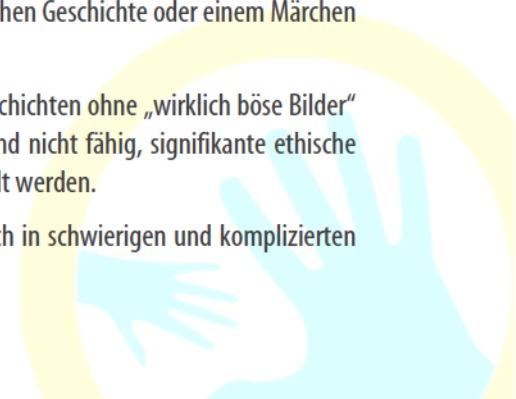 hen Geschichte oder einem Märchen
chichten ohne „wirklich böse Bilder“
nd nicht fähig, signifikante ethische
lt werden.
ch in schwierigen und komplizierten